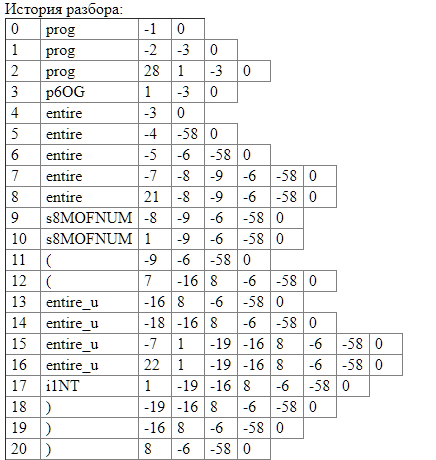 История разбора:
0 prog -1 0
1 prog -2 -3 0
2 prog 28 1 -3 0
3 p6OG 1 -3 0
4 entire -3 0
5 entire -4 -58 0
6 entire -5 -6 -58 0
7 entire -7 -8 -9 -6 -58 0
8 entire 21 -8 -9 -6 -58 0
9 s8MOFNUM -8 -9 -6 -58 0
10 s8MOFNUM 1 -9 -6 -58 0
11 ( -9 -6 -58 0
12 ( 7 -16 8 -6 -58 0
13 entire_u -16 8 -6 -58 0
14 entire_u -18 -16 8 -6 -58 0
15 entire_u -7 1 -19 -16 8 -6 -58 0
16 entire_u 22 1 -19 -16 8 -6 -58 0
17 i1NT 1 -19 -16 8 -6 -58 0
18 ) -19 -16 8 -6 -58 0
19 ) -16 8 -6 -58 0
20 ) 8 -6 -58 0